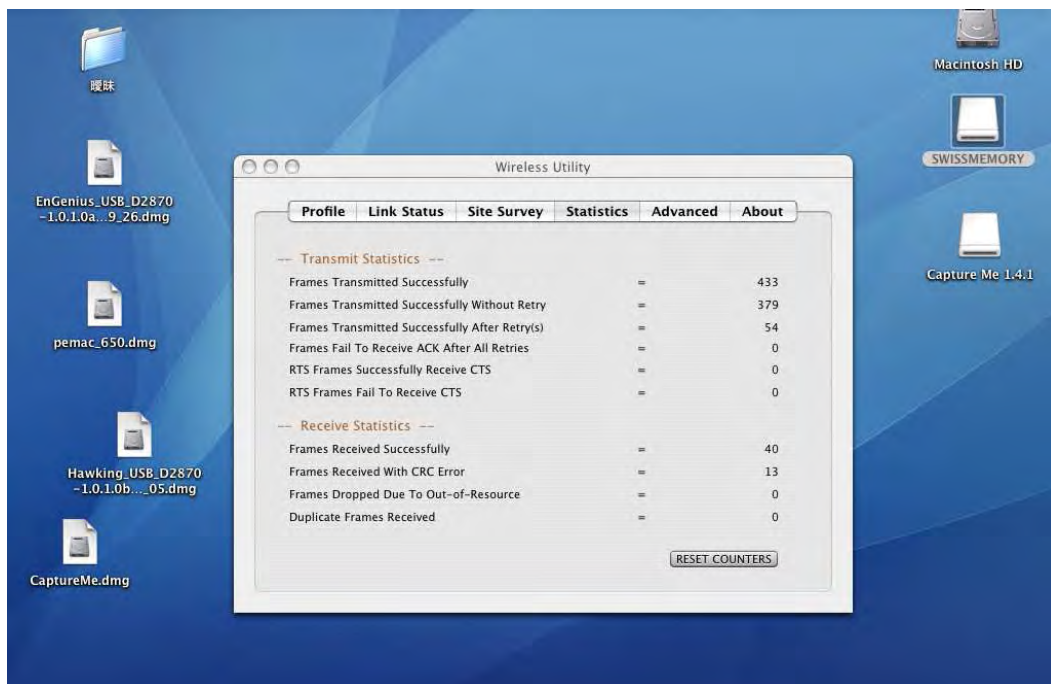 曖昧
EnGenius_USB_D2870
-1.0.1.0a...9_26.dmg
pemac_650.dmg
Hawking_USB_D2870
-1.0.1.0b..._05.dmg
CaptureMe.dmg
Wireless Utility
Profile Link Status Site Survey Statistics Advanced About
-- Transmit Statistics --
Frames Transmitted Successfully = 433
Frames Transmitted Successfully Without Retry = 379
Frames Transmitted Successfully After Retry(s) = 54
Frames Fail To Receive ACK After All Retries = 0
RTS Frames Successfully Receive CTS = 0
RTS Frames Fail To Receive CTS = 0
-- Receive Statistics --
Frames Received Successfully = 40
Frames Received With CRC Error = 13
Frames Dropped Due To Out-of-Resource = 0
Duplicate Frames Received = 0
RESET COUNTERS
Macintosh HD
SWISSMEMORY
Capture Me 1.4.1